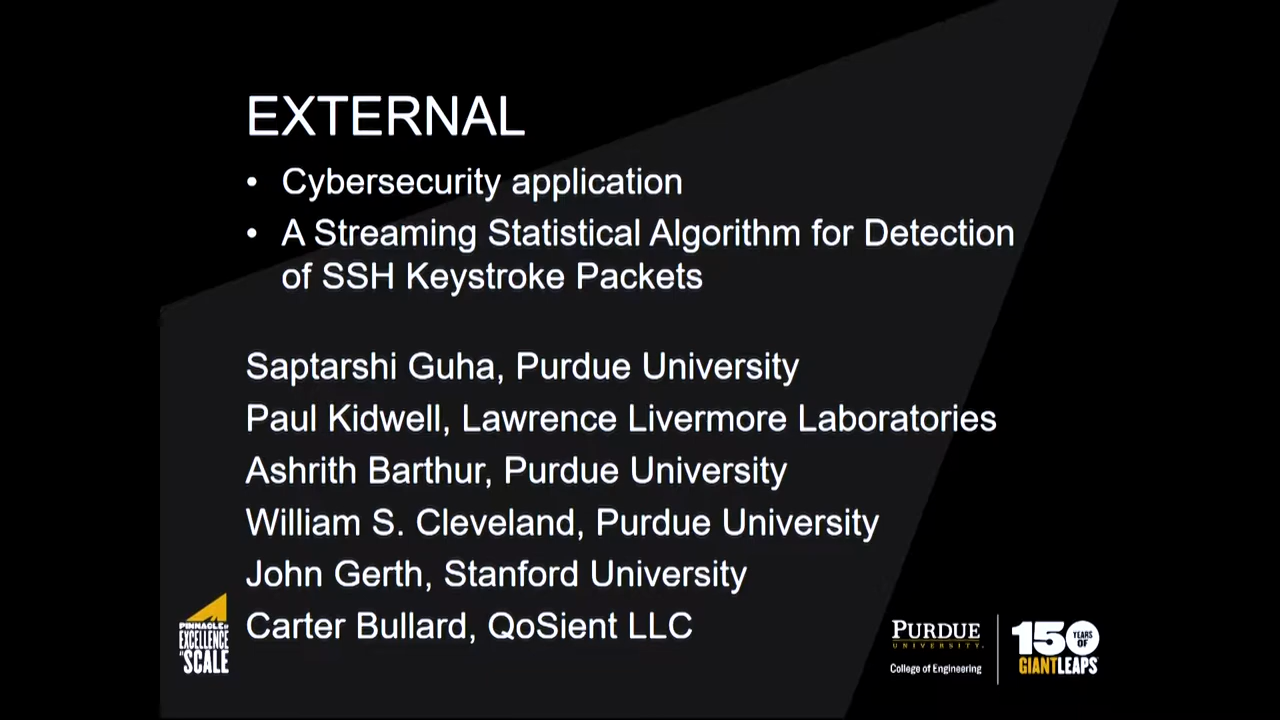 EXTERNAL
• Cybersecurity application
• A Streaming Statistical Algorithm for Detection
of SSH Keystroke Packets
Saptarshi Guha, Purdue University
Paul Kidwell, Lawrence Livermore Laboratories
Ashrith Barthur, Purdue University
William S. Cleveland, Purdue University
John Gerth, Stanford University
Carter Bullard, QoSient LLC
PINNACLE of
EXCELLENCE
at SCALE
PURDUE
UNIVERSITY.
College of Engineering
150 YEARS OF
GIANT LEAPS